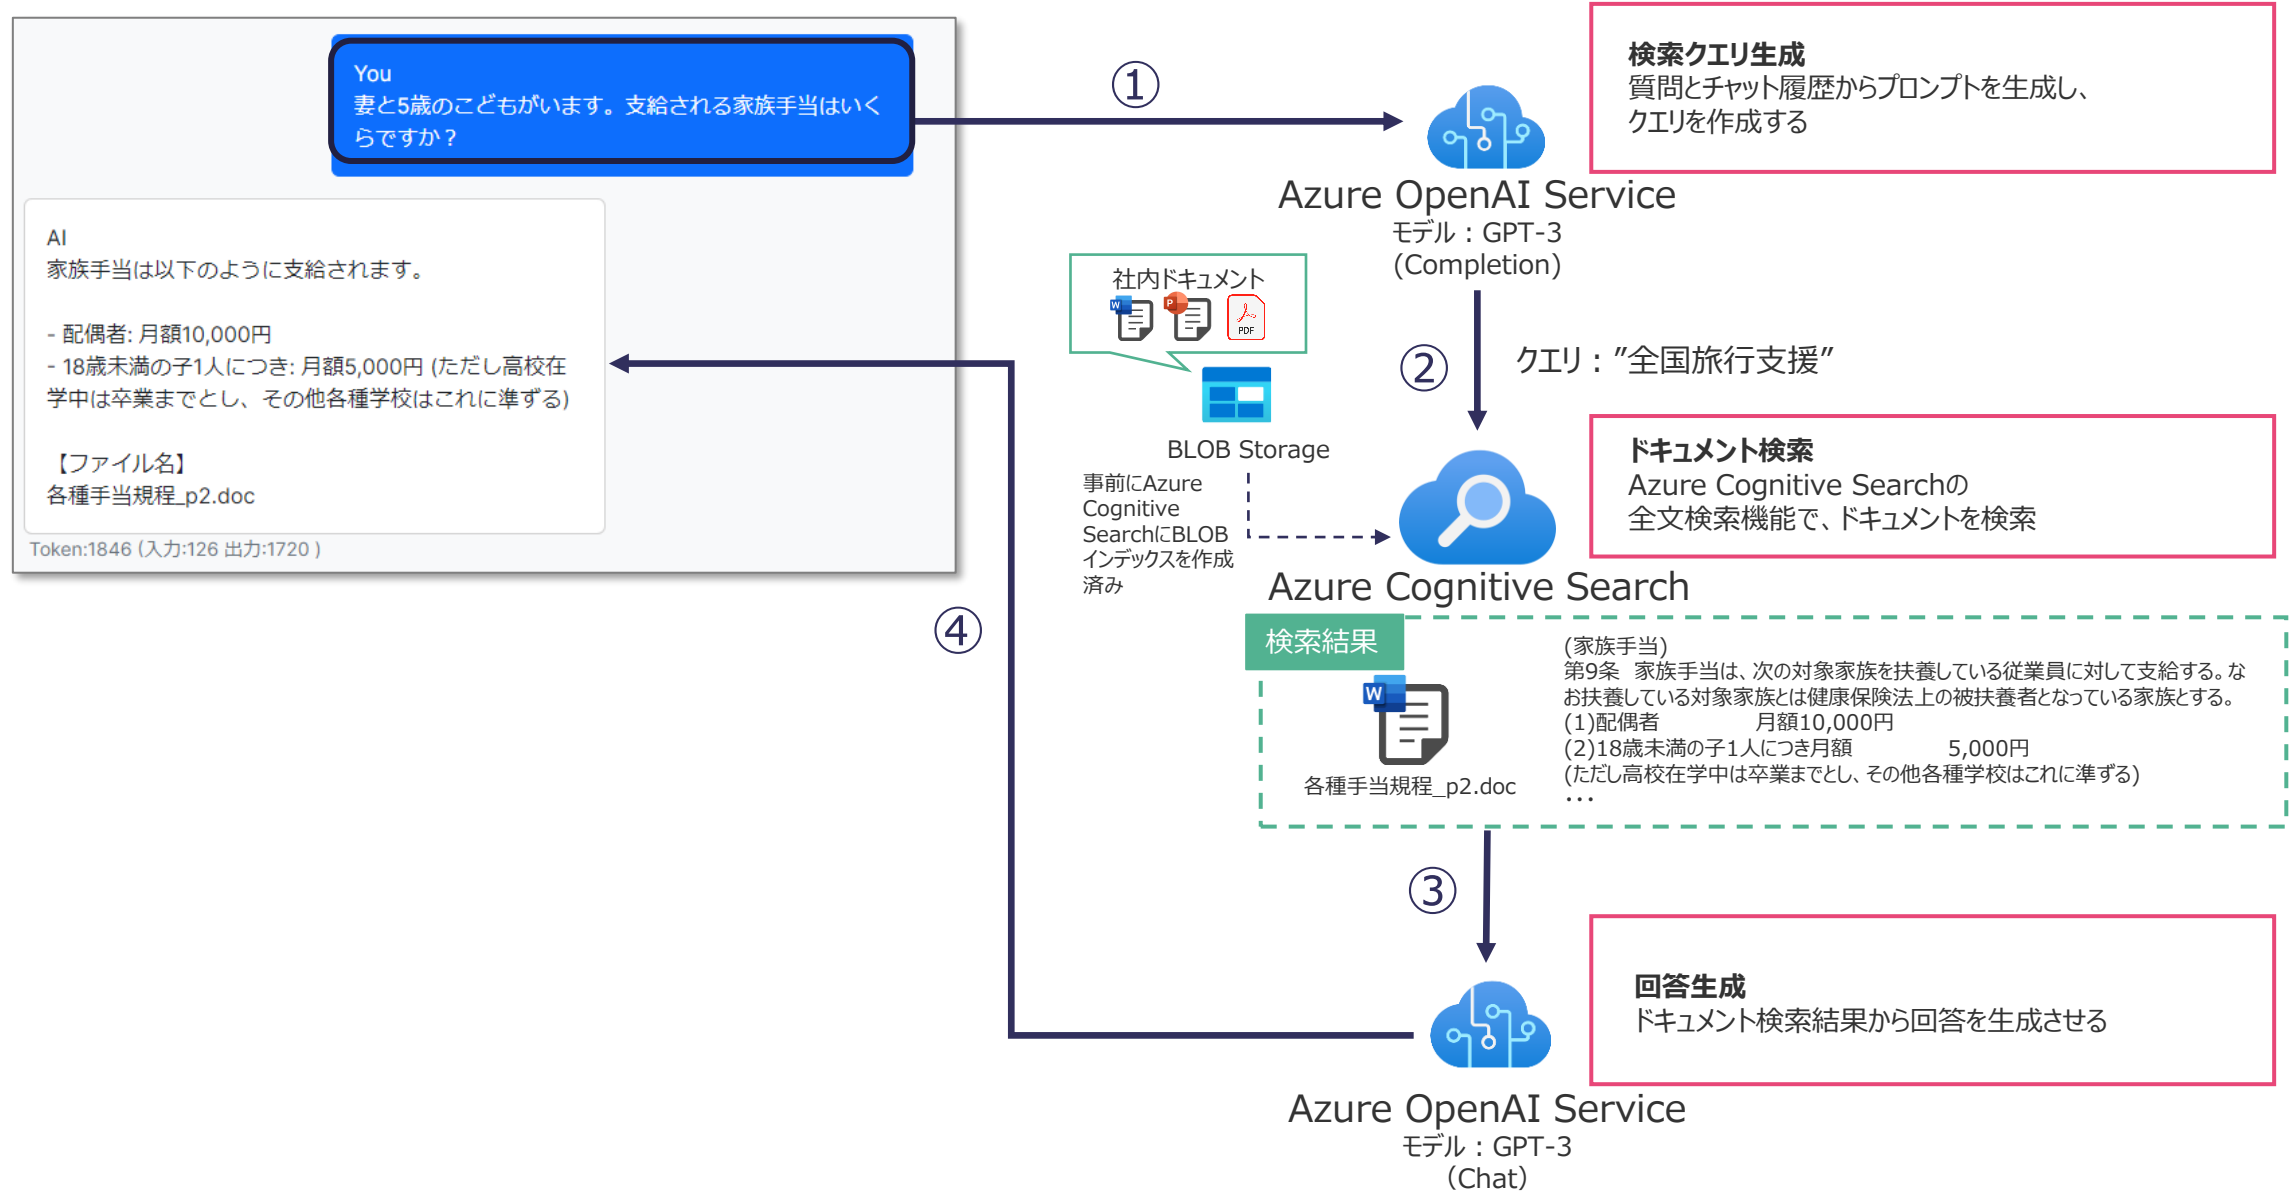 You
妻と5歳のこどもがいます。支給される家族手当はいく
らですか？
AI
家族手当は以下のように支給されます。
- 配偶者: 月額10,000円
- 18歳未満の子1人につき: 月額5,000円 (ただし高校在
学中は卒業までとし、その他各種学校はこれに準ずる)
【ファイル名】
各種手当規程_p2.doc
Token:1846 (入力:126 出力:1720 )
①
Azure OpenAI Service
モデル：GPT-3
(Completion)
検索クエリ生成
質問とチャット履歴からプロンプトを生成し、
クエリを作成する
社内ドキュメント
W
P
PDF
BLOB Storage
事前にAzure
Cognitive
SearchにBLOB
インデックスを作成
済み
②
クエリ：”全国旅行支援”
Azure Cognitive Search
ドキュメント検索
Azure Cognitive Searchの
全文検索機能で、ドキュメントを検索
検索結果
W
各種手当規程_p2.doc
(家族手当)
第9条　家族手当は、次の対象家族を扶養している従業員に対して支給する。な
お扶養している対象家族とは健康保険法上の被扶養者となっている家族とする。
(1)配偶者　　　　月額10,000円
(2)18歳未満の子1人につき月額　　　　5,000円
(ただし高校在学中は卒業までとし、その他各種学校はこれに準ずる)
・・・
③
Azure OpenAI Service
モデル：GPT-3
（Chat）
回答生成
ドキュメント検索結果から回答を生成させる
④